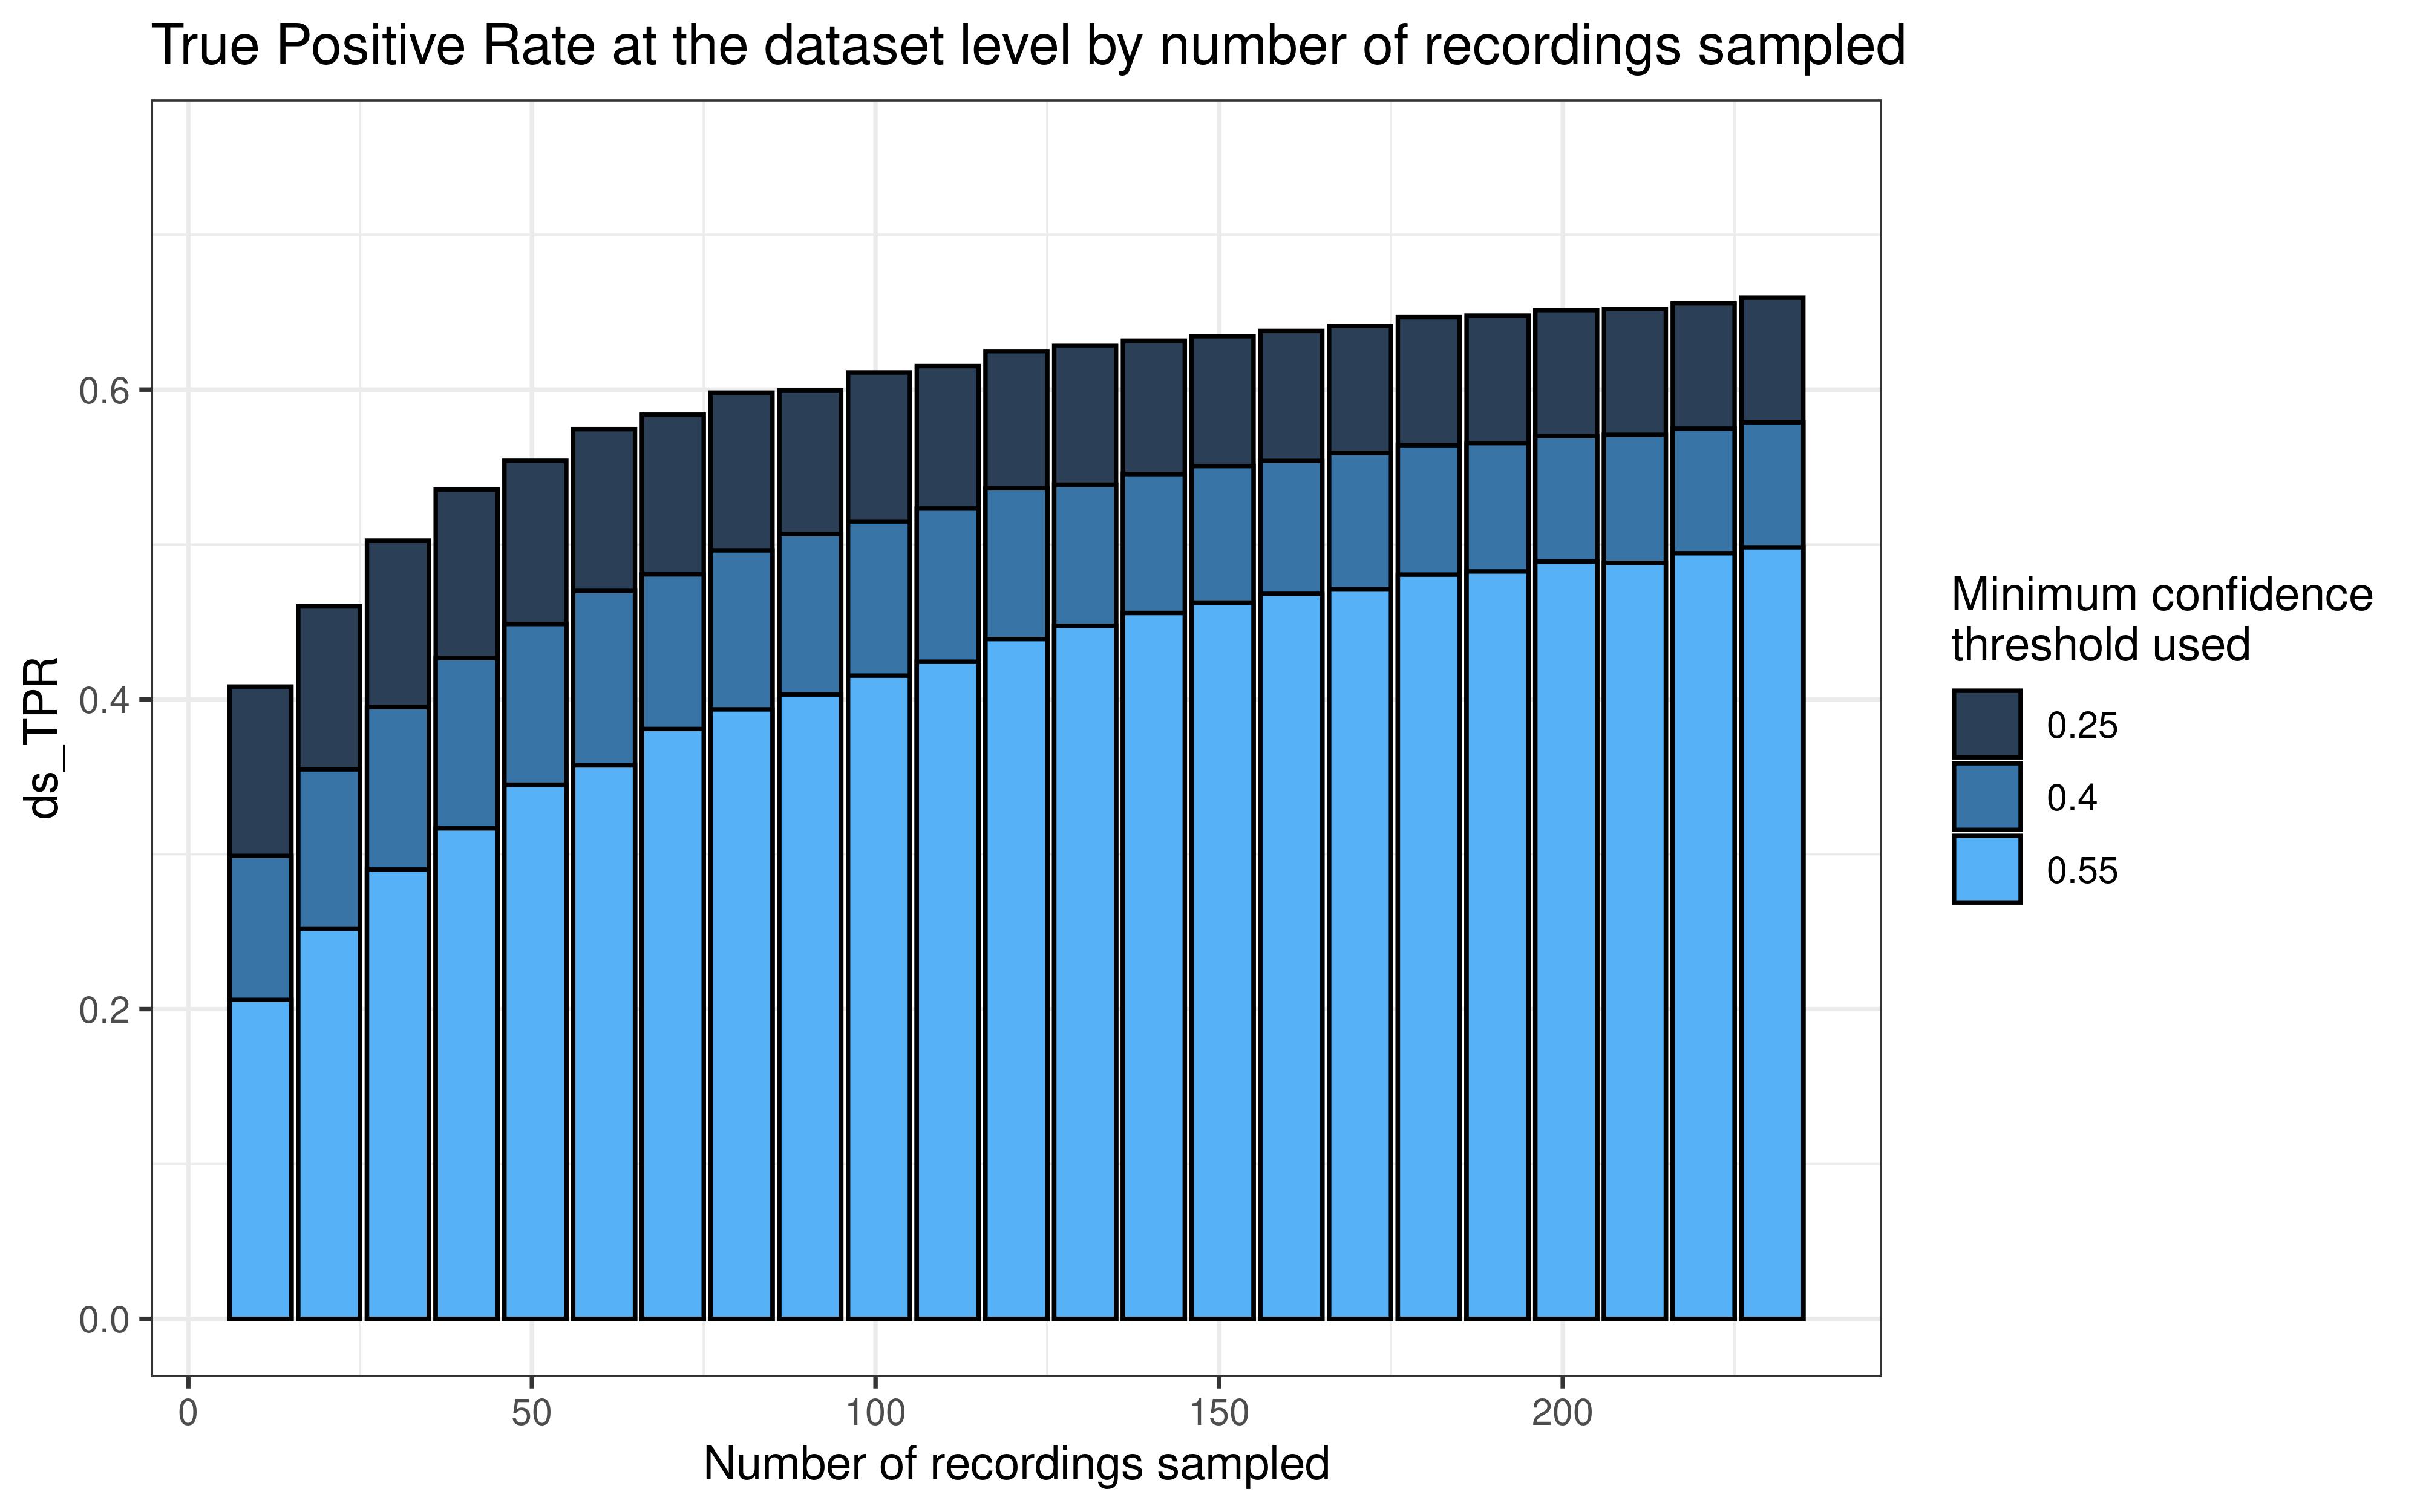 True Positive Rate at the dataset level by number of recordings sampled
ds_TPR
0.6
0.4
0.2
0.0
0 50 100 150 200
Number of recordings sampled
Minimum confidence
threshold used
0.25
0.4
0.55